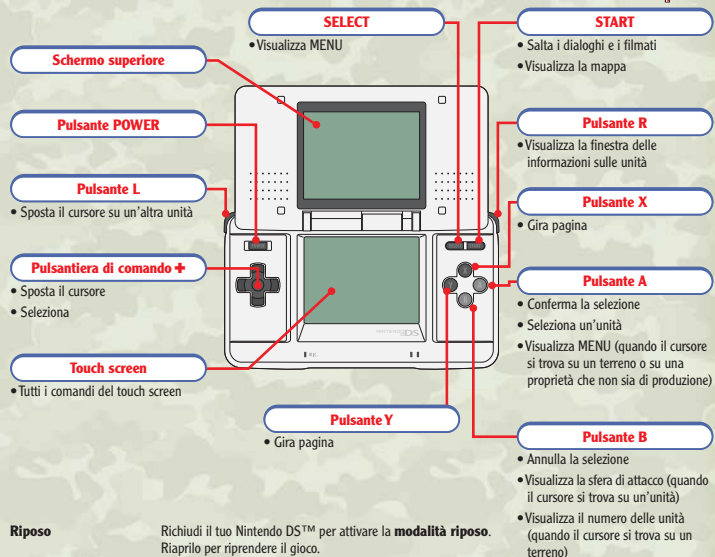 SELECT
• Visualizza MENU
START
• Salta i dialoghi e i filmati
• Visualizza la mappa
Schermo superiore
Pulsante POWER
Pulsante L
• Sposta il cursore su un'altra unità
Pulsantiera di comando +
• Sposta il cursore
• Seleziona
Touch screen
• Tutti i comandi del touch screen
Pulsante R
• Visualizza la finestra delle
informazioni sulle unità
Pulsante X
• Gira pagina
Pulsante A
• Conferma la selezione
• Seleziona un'unità
• Visualizza MENU (quando il cursore
si trova su un terreno o su una
proprietà che non sia di produzione)
NINTENDO DS
Pulsante Y
• Gira pagina
Pulsante B
• Annulla la selezione
• Visualizza la sfera di attacco (quando
il cursore si trova su un'unità)
• Visualizza il numero delle unità
(quando il cursore si trova su un
terreno)
Riposo
Richiudi il tuo Nintendo DS™ per attivare la modalità riposo.
Riaprilo per riprendere il gioco.